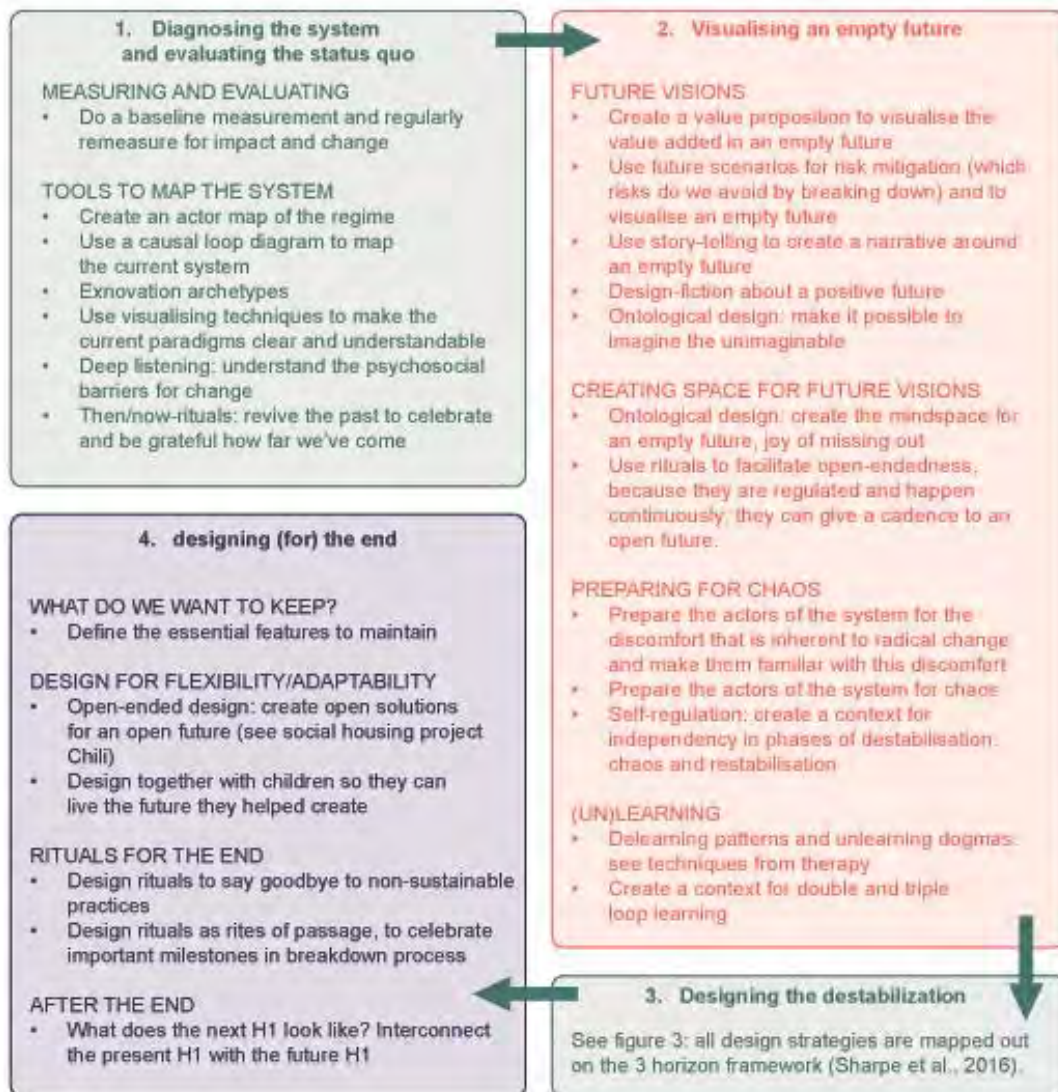 1. Diagnosing the system
and evaluating the status quo
MEASURING AND EVALUATING
• Do a baseline measurement and regularly
remeasure for impact and change
TOOLS TO MAP THE SYSTEM
• Create an actor map of the regime
• Use a causal loop diagram to map
the current system
• Exnovation archetypes
• Use visualising techniques to make the
current paradigms clear and understandable
• Deep listening: understand the psychosocial
barriers for change
• Then/now-rituals: revive the past to celebrate
and be grateful how far we've come
2. Visualising an empty future
FUTURE VISIONS
• Create a value proposition to visualise the
value added in an empty future
• Use future scenarios for risk mitigation (which
risks do we avoid by breaking down) and to
visualise an empty future
• Use story-telling to create a narrative around
an empty future
• Design-fiction about a positive future
• Ontological design: make it possible to
imagine the unimaginable
CREATING SPACE FOR FUTURE VISIONS
• Ontological design: create the mindspace for
an empty future, joy of missing out
• Use rituals to facilitate open-endedness,
because they are regulated and happen
continuously, they can give a cadence to an
open future.
PREPARING FOR CHAOS
• Prepare the actors of the system for the
discomfort that is inherent to radical change
and make them familiar with this discomfort
• Prepare the actors of the system for chaos
• Self-regulation: create a context for
independency in phases of destabilisation,
chaos and restabilisation
(UN)LEARNING
• Delearning patterns and unlearning dogmas:
see techniques from therapy
• Create a context for double and triple
loop learning
3. Designing the destabilization
See figure 3: all design strategies are mapped out
on the 3 horizon framework (Sharpe et al., 2016).
4. designing (for) the end
WHAT DO WE WANT TO KEEP?
• Define the essential features to maintain
DESIGN FOR FLEXIBILITY/ADAPTABILITY
• Open-ended design: create open solutions
for an open future (see social housing project
Chili)
• Design together with children so they can
live the future they helped create
RITUALS FOR THE END
• Design rituals to say goodbye to non-sustainable
practices
• Design rituals as rites of passage, to celebrate
important milestones in breakdown process
AFTER THE END
• What does the next H1 look like? Interconnect
the present H1 with the future H1